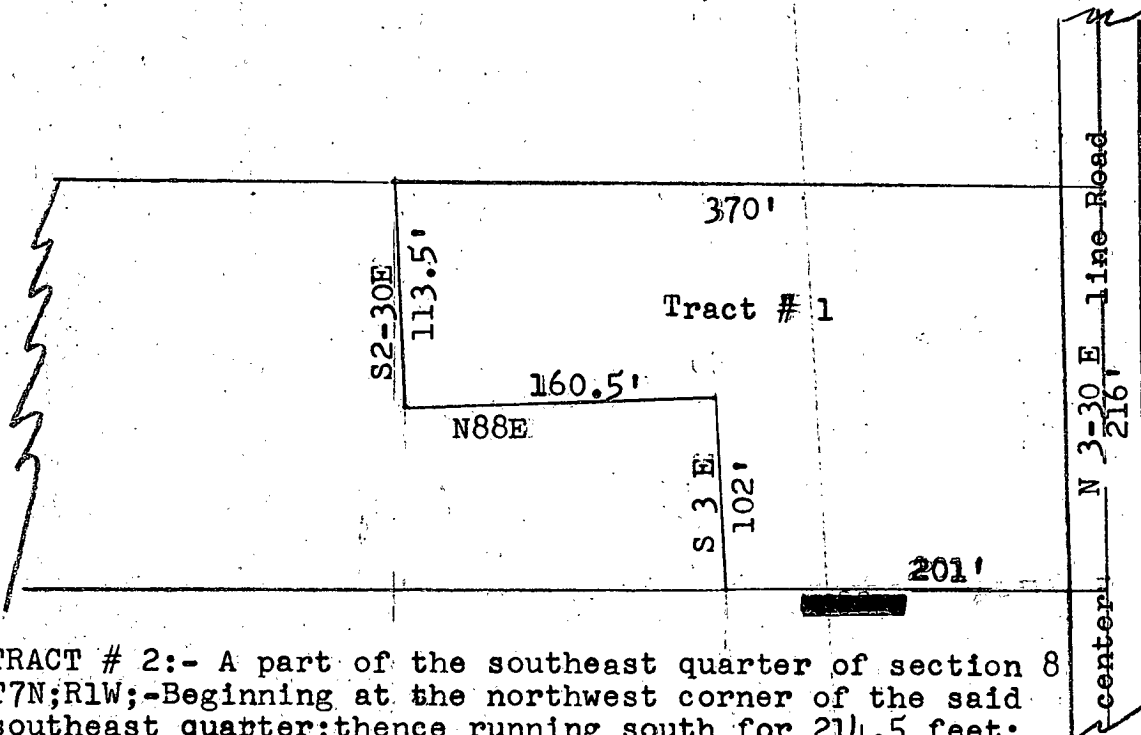 370'
S2-30E
113.5'
Tract # 1
160.5'
N88E
S 3 E
102'
201'
center N 3-30 E line Road
216'
TRACT # 2:- A part of the southeast quarter of section 8
T7N;R1W;-Beginning at the northwest corner of the said
southeast quarter;thence running south for 214.5 feet;